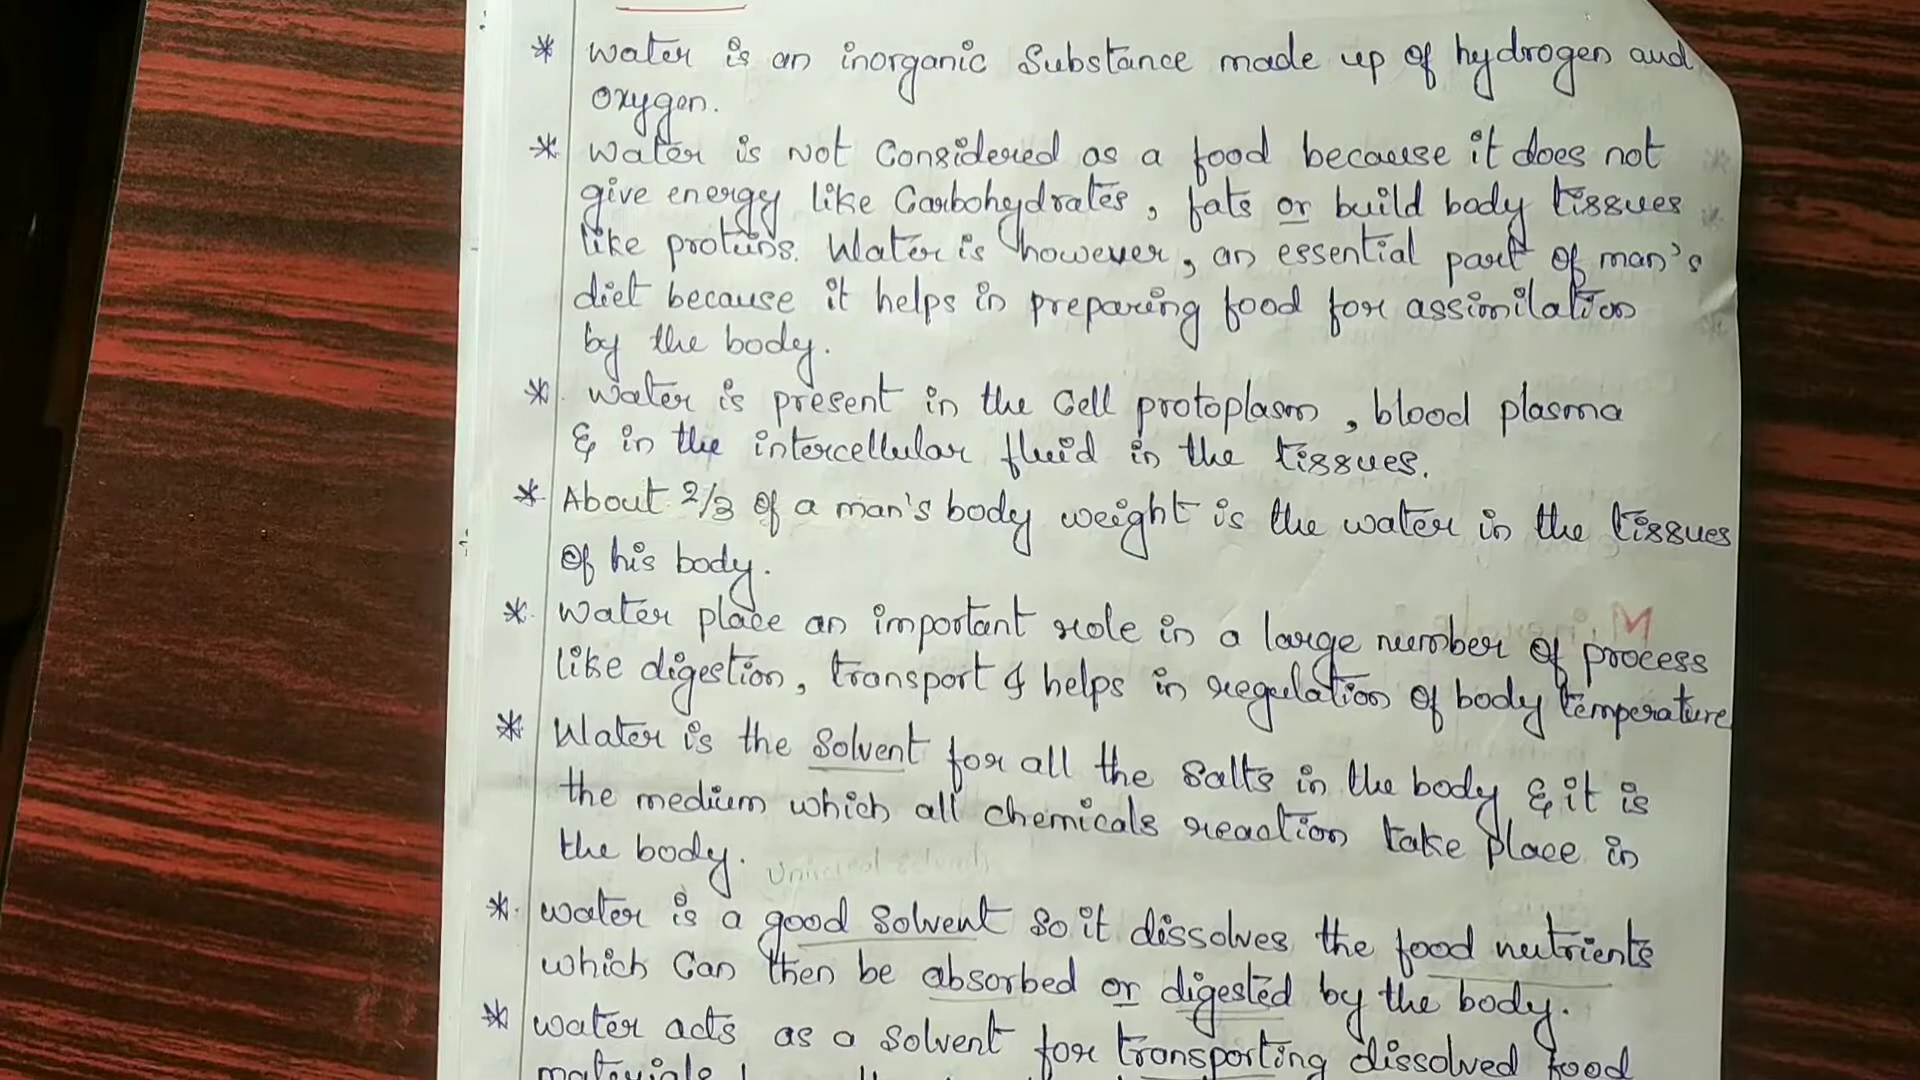 * Water is an inorganic Substance made up of hydrogen and
oxygen.
* Water is not Considered as a food because it does not
give energy like Carbohydrates, fats or build body tissues
like proteins. Water is however, an essential part of man's
diet because it helps in preparing food for assimilation
by the body.
* Water is present in the Cell protoplasm, blood plasma
& in the intercellular fluid in the tissues.
* About 2/3 of a man's body weight is the water in the tissues
of his body.
* Water place an important role in a large number of process
like digestion, transport & helps in regulation of body temperature
* Water is the Solvent for all the Salts in the body & it is
the medium which all chemicals reaction take place in
the body.
* Water is a good Solvent So it dissolves the food nutrients
which Can then be absorbed or digested by the body.
* Water acts as a Solvent for transporting dissolved food